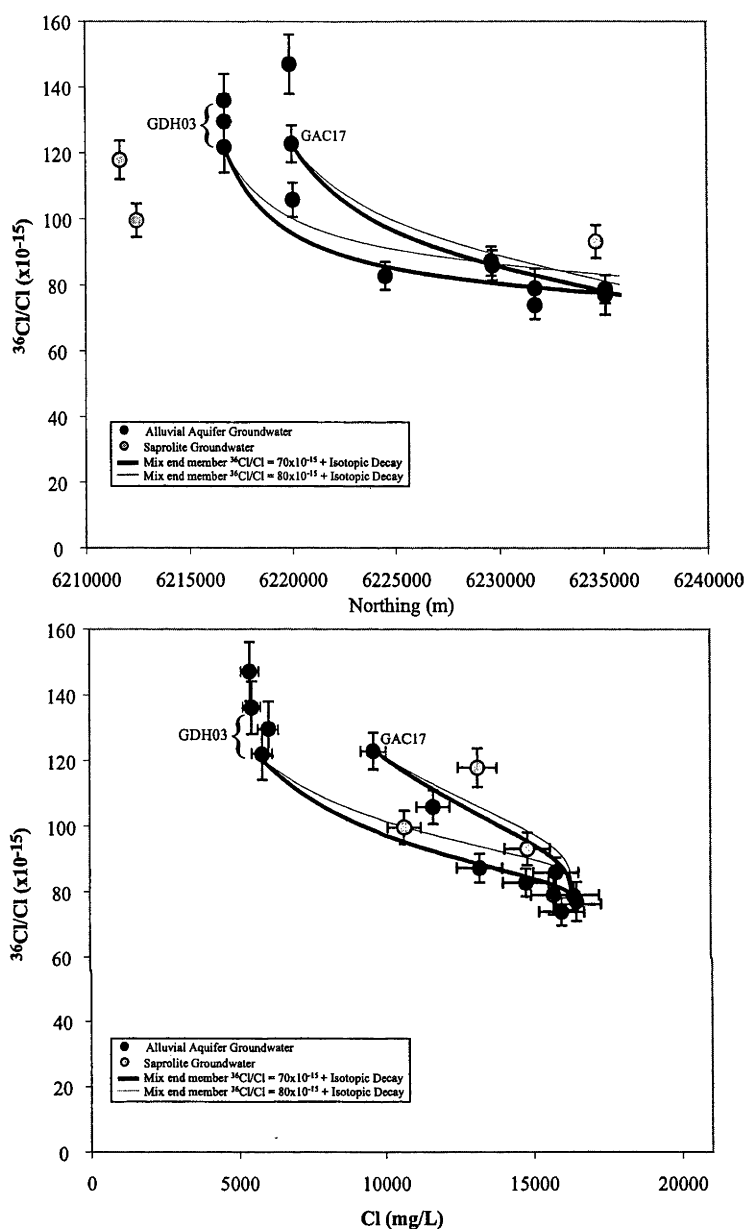 160
140
120
100
80
60
40
20
0
³⁶Cl/Cl (x10⁻¹⁵)
GDH03
GAC17
Alluvial Aquifer Groundwater
Saprolite Groundwater
Mix end member ³⁶Cl/Cl = 70x10⁻¹⁵ + Isotopic Decay
Mix end member ³⁶Cl/Cl = 80x10⁻¹⁵ + Isotopic Decay
6210000 6215000 6220000 6225000 6230000 6235000 6240000
Northing (m)
160
140
120
100
80
60
40
20
0
³⁶Cl/Cl (x10⁻¹⁵)
GDH03
GAC17
Alluvial Aquifer Groundwater
Saprolite Groundwater
Mix end member ³⁶Cl/Cl = 70x10⁻¹⁵ + Isotopic Decay
Mix end member ³⁶Cl/Cl = 80x10⁻¹⁵ + Isotopic Decay
0 5000 10000 15000 20000
Cl (mg/L)